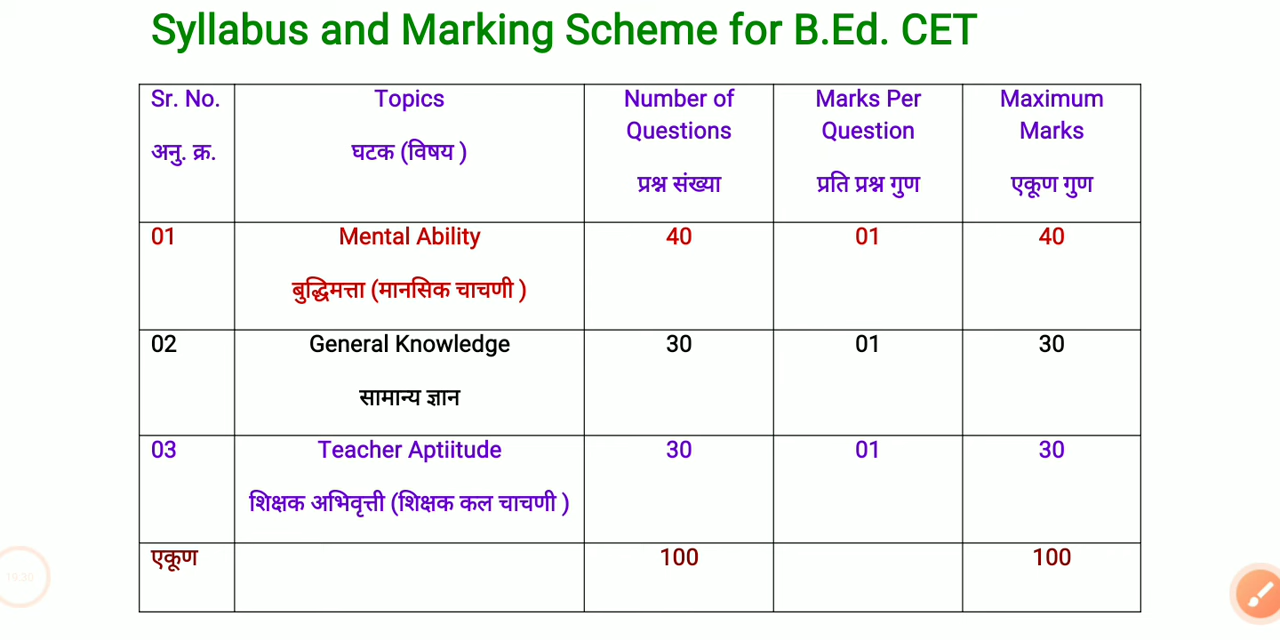 Syllabus and Marking Scheme for B.Ed. CET
Sr. No. Topics Number of Questions Marks Per Question Maximum Marks
अनु. क्र. घटक (विषय ) प्रश्न संख्या प्रति प्रश्न गुण एकूण गुण
01 Mental Ability 40 01 40
बुद्धिमत्ता (मानसिक चाचणी )
02 General Knowledge 30 01 30
सामान्य ज्ञान
03 Teacher Aptiitude 30 01 30
शिक्षक अभिवृत्ती (शिक्षक कल चाचणी )
एकूण 100 100
19:30